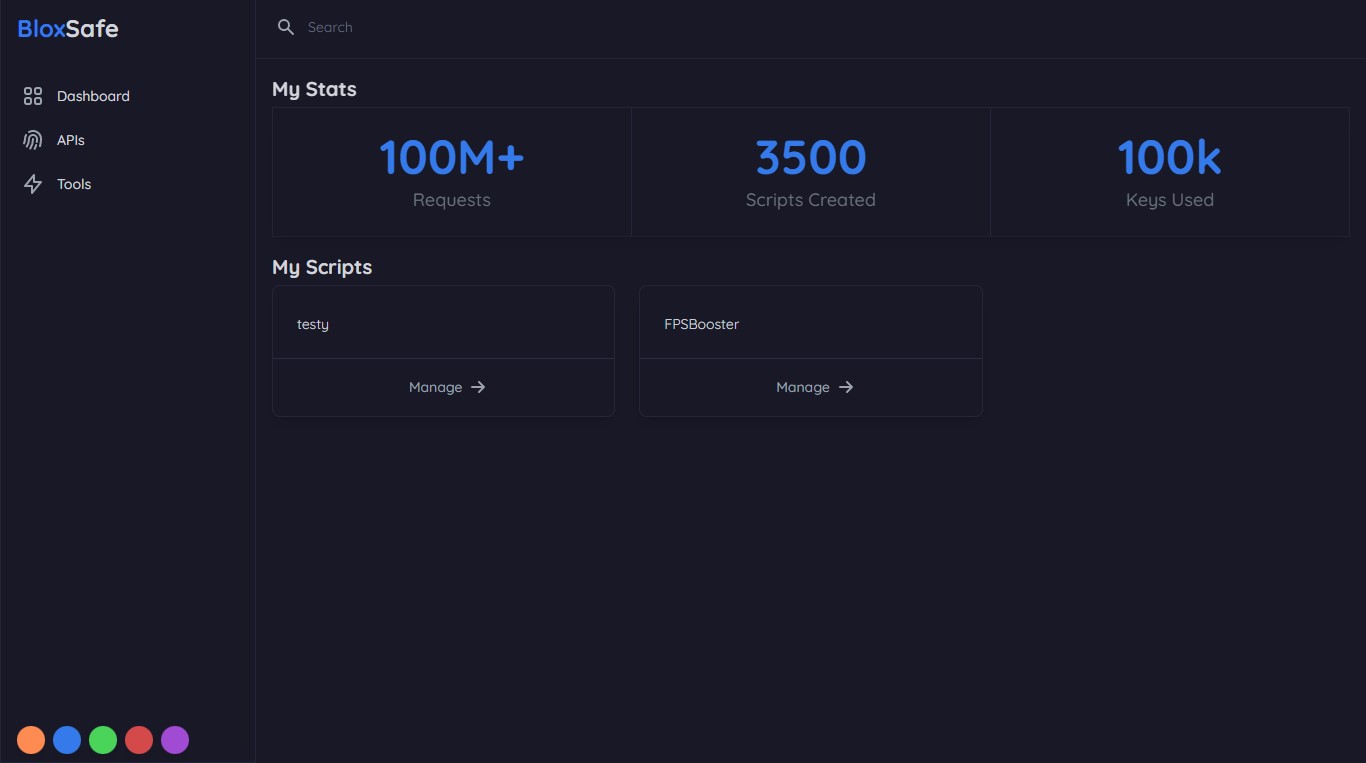 BloxSafe
Search
Dashboard
APIs
Tools
My Stats
100M+
Requests
3500
Scripts Created
100k
Keys Used
My Scripts
testy
Manage
FPSBooster
Manage